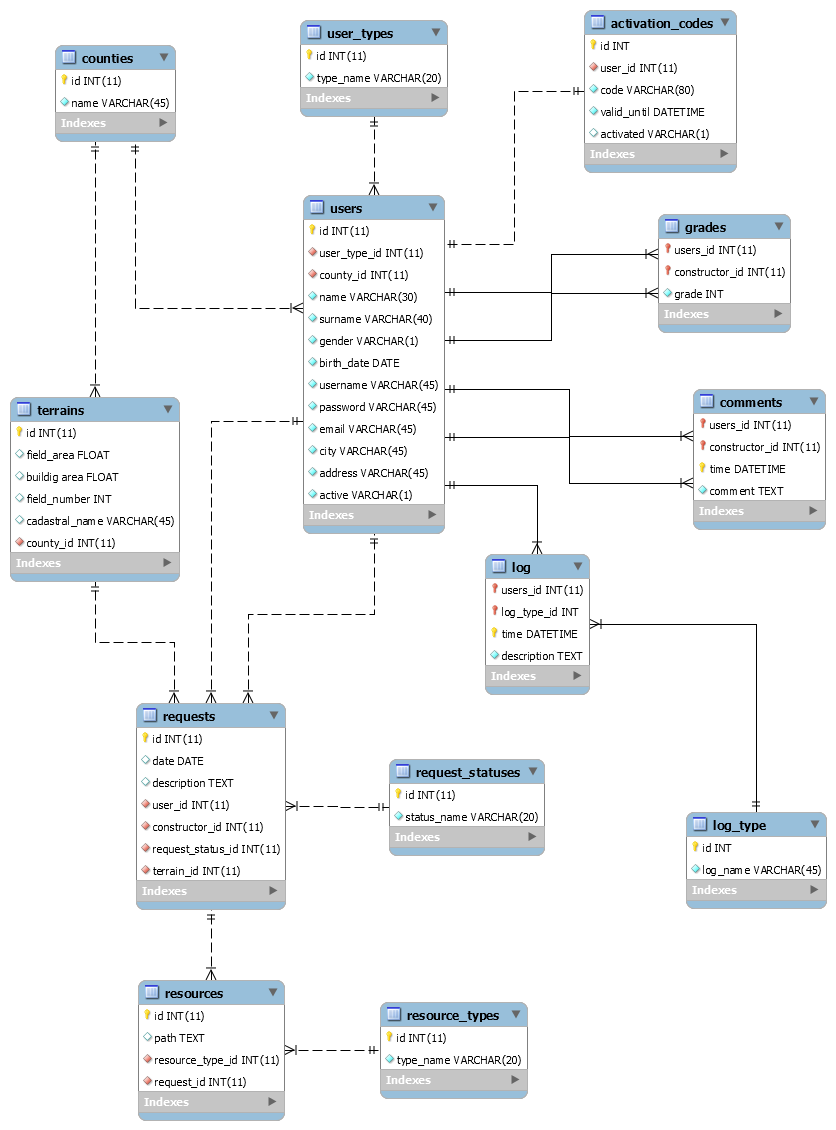 counties
id INT(11)
name VARCHAR(45)
Indexes
user_types
id INT(11)
type_name VARCHAR(20)
Indexes
activation_codes
id INT
user_id INT(11)
code VARCHAR(80)
valid_until DATETIME
activated VARCHAR(1)
Indexes
users
id INT(11)
user_type_id INT(11)
county_id INT(11)
name VARCHAR(30)
surname VARCHAR(40)
gender VARCHAR(1)
birth_date DATE
username VARCHAR(45)
password VARCHAR(45)
email VARCHAR(45)
city VARCHAR(45)
address VARCHAR(45)
active VARCHAR(1)
Indexes
grades
users_id INT(11)
constructor_id INT(11)
grade INT
Indexes
terrains
id INT(11)
field_area FLOAT
buildig area FLOAT
field_number INT
cadastral_name VARCHAR(45)
county_id INT(11)
Indexes
comments
users_id INT(11)
constructor_id INT(11)
time DATETIME
comment TEXT
Indexes
log
users_id INT(11)
log_type_id INT
time DATETIME
description TEXT
Indexes
requests
id INT(11)
date DATE
description TEXT
user_id INT(11)
constructor_id INT(11)
request_status_id INT(11)
terrain_id INT(11)
Indexes
request_statuses
id INT(11)
status_name VARCHAR(20)
Indexes
log_type
id INT
log_name VARCHAR(45)
Indexes
resources
id INT(11)
path TEXT
resource_type_id INT(11)
request_id INT(11)
Indexes
resource_types
id INT(11)
type_name VARCHAR(20)
Indexes